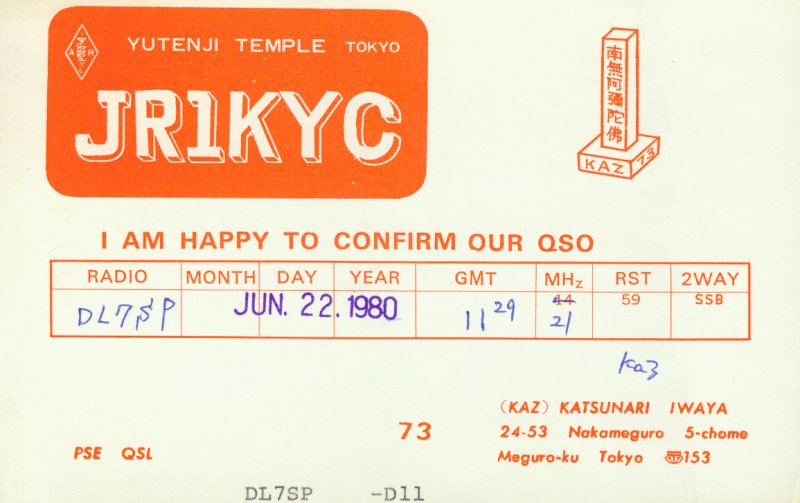 YUTENJI TEMPLE TOKYO
JR1KYC
南無阿彌陀佛
KAZ 73
I AM HAPPY TO CONFIRM OUR QSO
RADIO MONTH DAY YEAR GMT MHz RST 2WAY
DL7SP JUN. 22. 1980 11 29 14 21 59 SSB
Kaz
(KAZ) KATSUNARI IWAYA
73 24-53 Nakameguro 5-chome
PSE QSL Meguro-ku Tokyo 〠153
DL7SP -D11